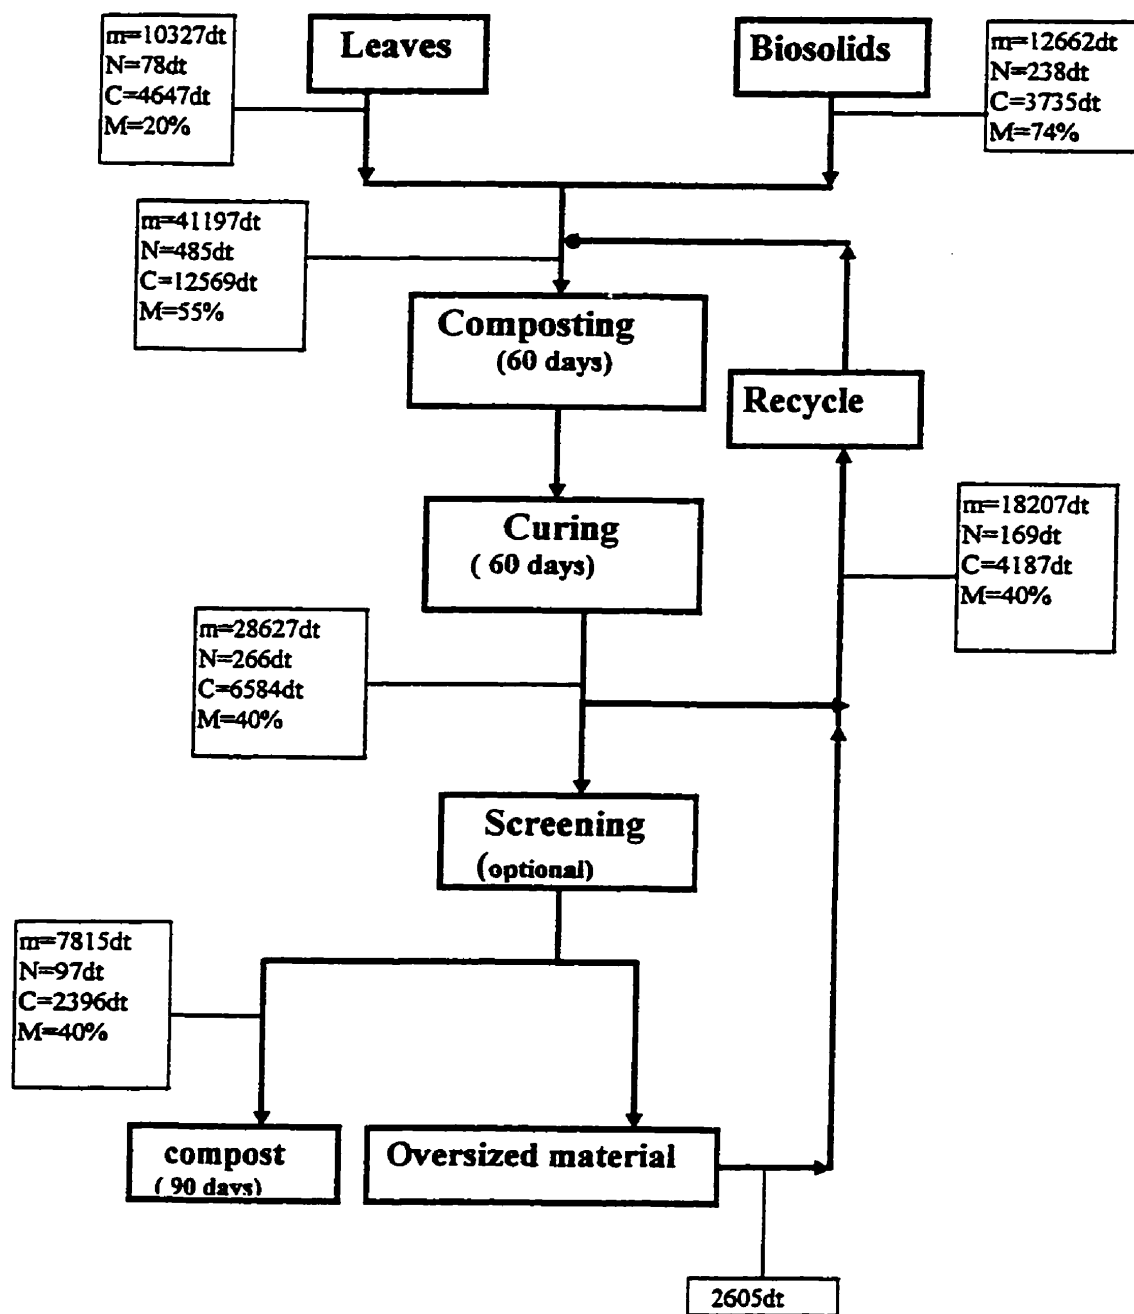 m=10327dt
N=78dt
C=4647dt
M=20%
Leaves
Biosolids
m=12662dt
N=238dt
C=3735dt
M=74%
m=41197dt
N=485dt
C=12569dt
M=55%
Composting
(60 days)
Recycle
m=18207dt
N=169dt
C=4187dt
M=40%
Curing
( 60 days)
m=28627dt
N=266dt
C=6584dt
M=40%
Screening
(optional)
m=7815dt
N=97dt
C=2396dt
M=40%
compost
( 90 days)
Oversized material
2605dt